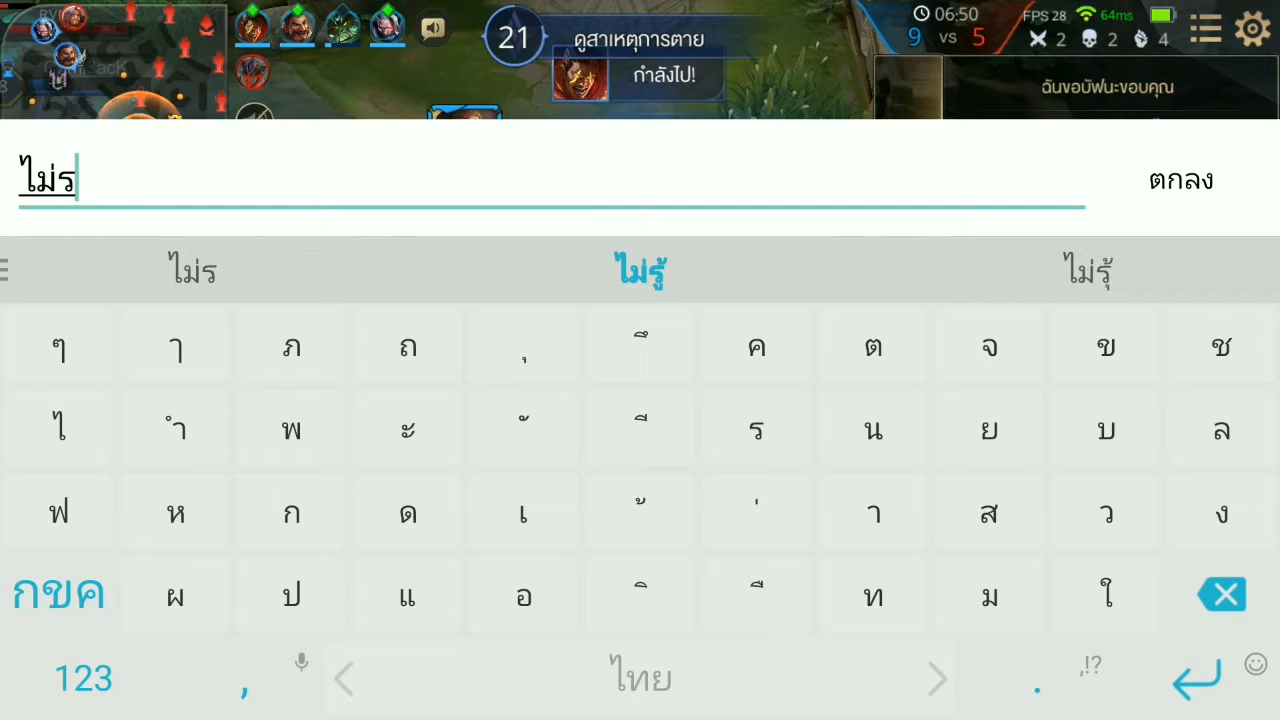 21
ดูสาเหตุการตาย
กำลังไป!
06:50
9 VS 5
FPS 28
64ms
2 2 4
ฉันขอบัฟนะขอบคุณ
ไม่ร
ตกลง
ไม่ร ไม่รู้ ไม่รุ้
ๆ ๅ ภ ถ ุ ึ ค ต จ ข ช
ไ ำ พ ะ ั ี ร น ย บ ล
ฟ ห ก ด เ ้ ่ า ส ว ง
กขค ผ ป แ อ ิ ื ท ม ใ
123 , ไทย . ,!?